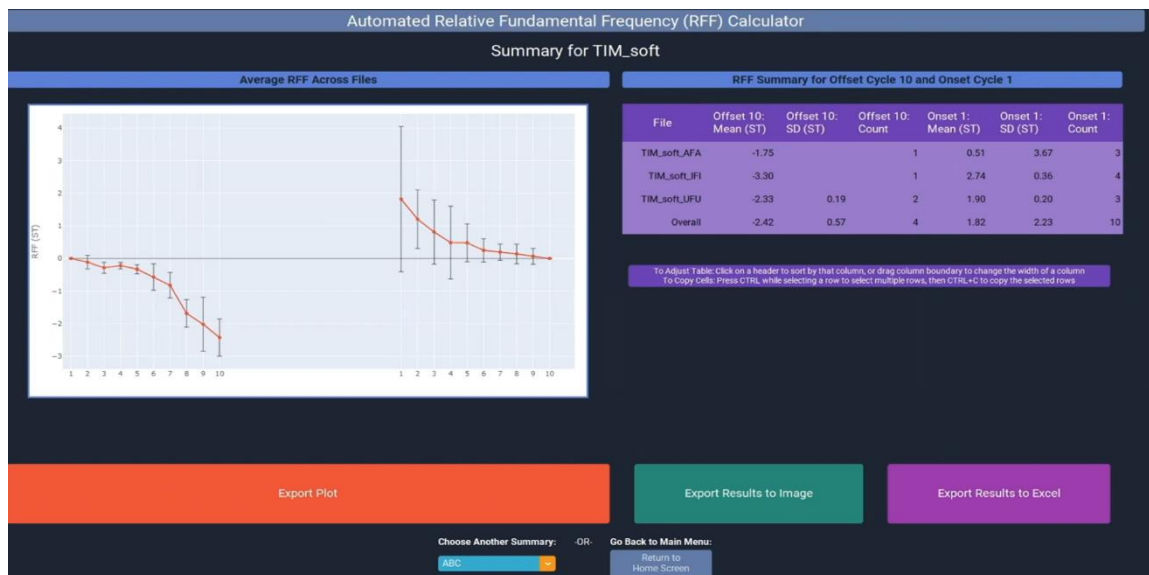 Automated Relative Fundamental Frequency (RFF) Calculator
Summary for TIM_soft
Average RFF Across Files
RFF (ST)
4
3
2
1
0
−1
−2
−3
1 2 3 4 5 6 7 8 9 10 1 2 3 4 5 6 7 8 9 10
RFF Summary for Offset Cycle 10 and Onset Cycle 1
File Offset 10: Mean (ST) Offset 10: SD (ST) Offset 10: Count Onset 1: Mean (ST) Onset 1: SD (ST) Onset 1: Count
TIM_soft_AFA -1.75 1 0.51 3.67 3
TIM_soft_IFI -3.30 1 2.74 0.36 4
TIM_soft_UFU -2.33 0.19 2 1.90 0.20 3
Overall -2.42 0.57 4 1.82 2.23 10
To Adjust Table: Click on a header to sort by that column, or drag column boundary to change the width of a column
To Copy Cells: Press CTRL while selecting a row to select multiple rows, then CTRL+C to copy the selected rows
Export Plot
Export Results to Image
Export Results to Excel
Choose Another Summary: -OR- Go Back to Main Menu:
ABC
Return to
Home Screen